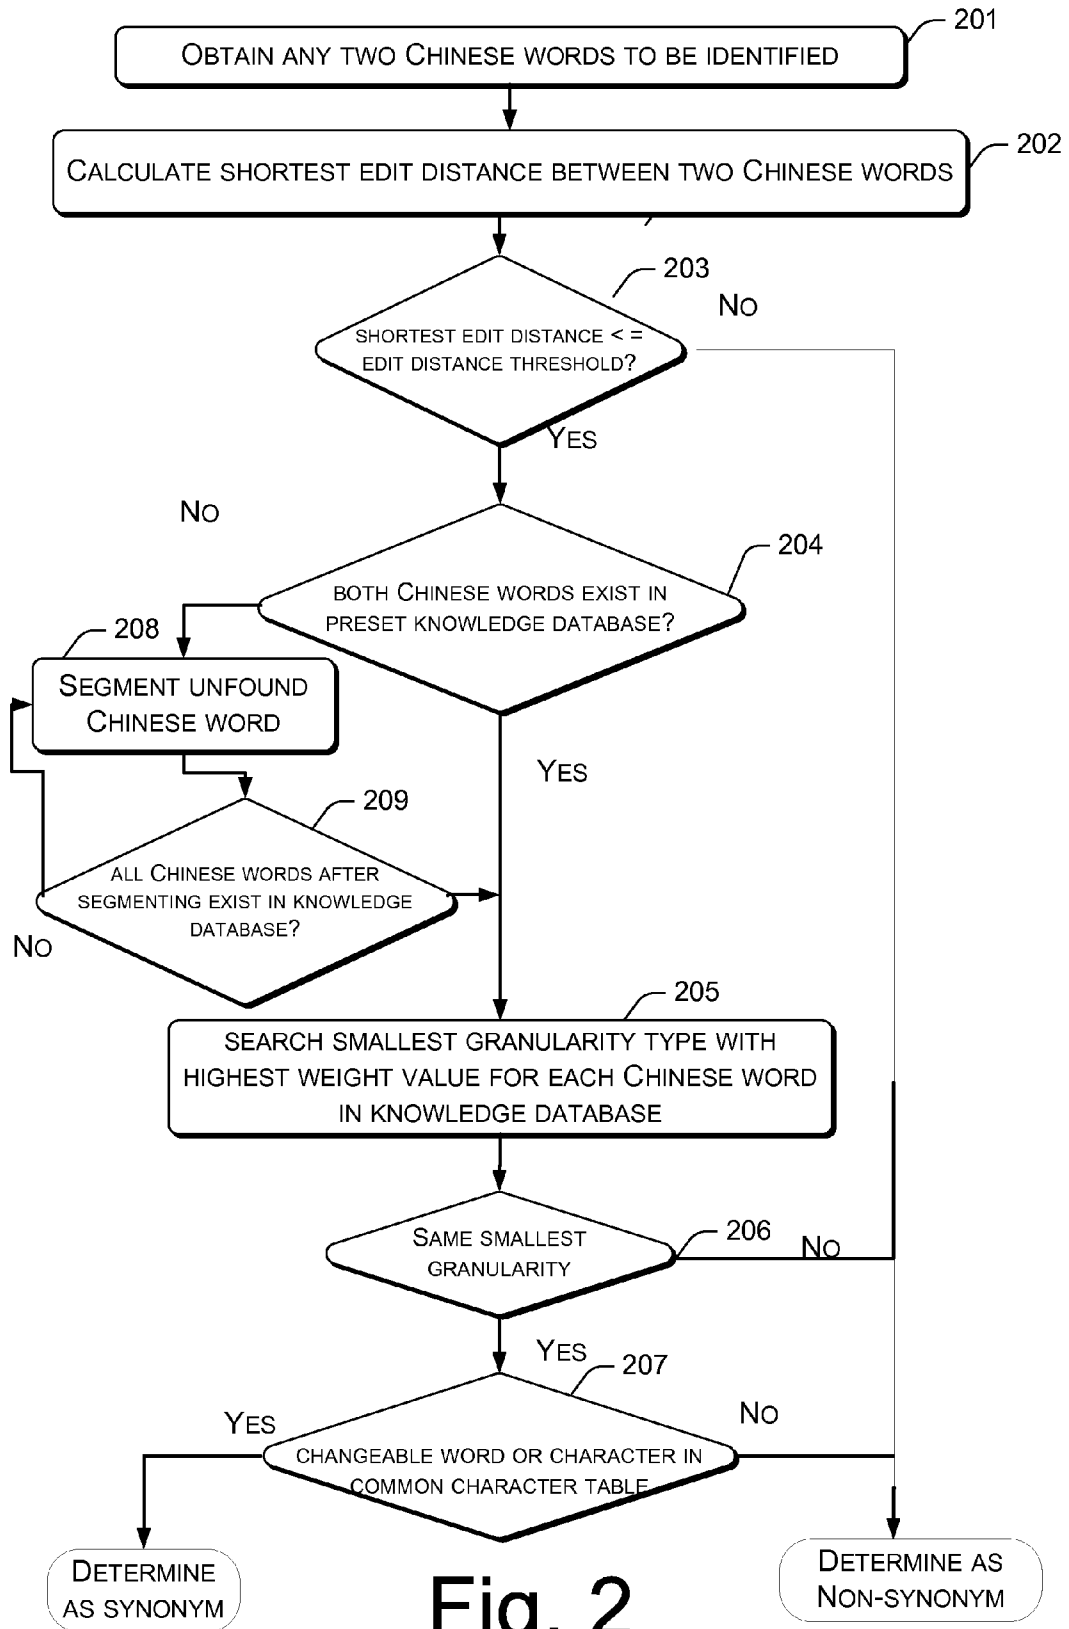 201
OBTAIN ANY TWO CHINESE WORDS TO BE IDENTIFIED
202
CALCULATE SHORTEST EDIT DISTANCE BETWEEN TWO CHINESE WORDS
203
NO
SHORTEST EDIT DISTANCE < =
EDIT DISTANCE THRESHOLD?
YES
NO
204
BOTH CHINESE WORDS EXIST IN
PRESET KNOWLEDGE DATABASE?
208
SEGMENT UNFOUND
CHINESE WORD
YES
209
ALL CHINESE WORDS AFTER
SEGMENTING EXIST IN KNOWLEDGE
DATABASE?
NO
205
SEARCH SMALLEST GRANULARITY TYPE WITH
HIGHEST WEIGHT VALUE FOR EACH CHINESE WORD
IN KNOWLEDGE DATABASE
206
SAME SMALLEST
GRANULARITY
NO
YES
207
YES
NO
CHANGEABLE WORD OR CHARACTER IN
COMMON CHARACTER TABLE
DETERMINE
AS SYNONYM
DETERMINE AS
NON-SYNONYM
Fig. 2